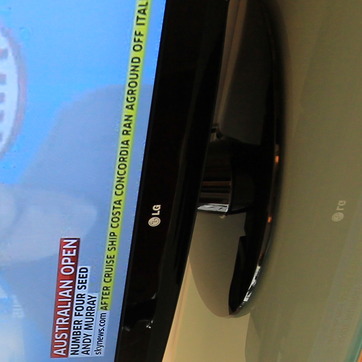 AUSTRALIAN OPEN
NUMBER FOUR SEED
ANDY MURRAY
skynews.com AFTER CRUISE SHIP COSTA CONCORDIA RAN AGROUND OFF ITAL
LG